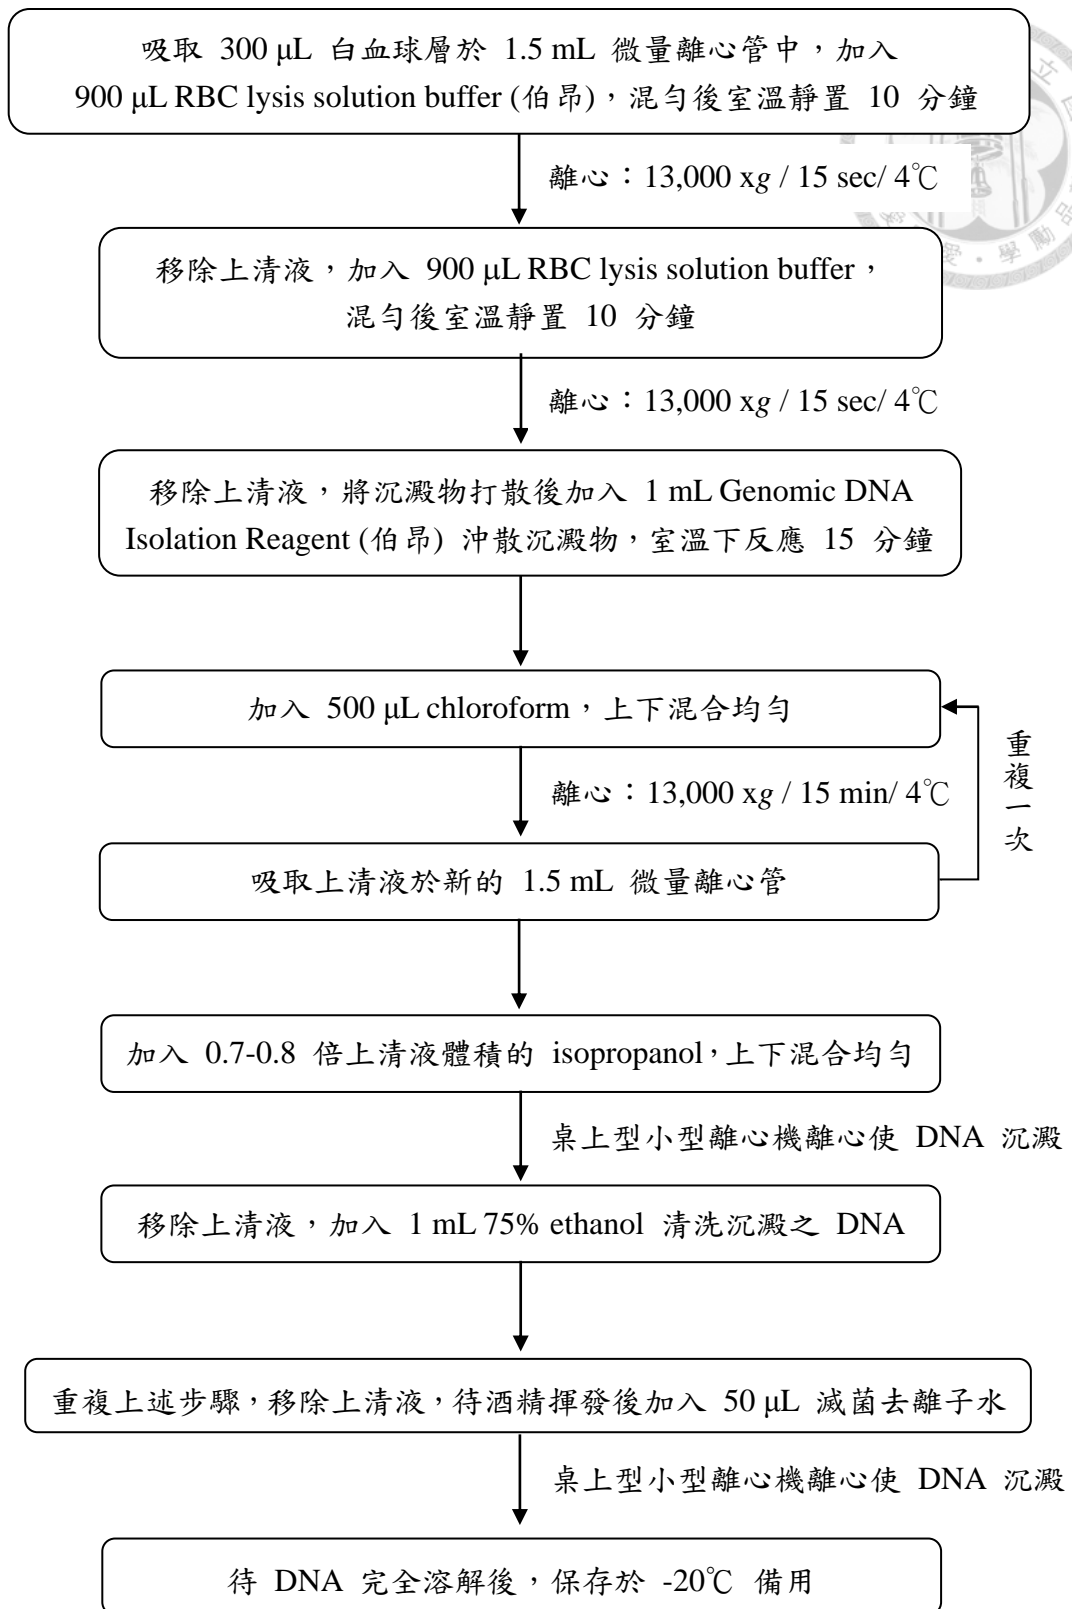 吸取 300 μL 白血球層於 1.5 mL 微量離心管中，加入
900 μL RBC lysis solution buffer (伯昂)，混勻後室溫靜置 10 分鐘
離心：13,000 xg / 15 sec/ 4℃
移除上清液，加入 900 μL RBC lysis solution buffer，
混勻後室溫靜置 10 分鐘
離心：13,000 xg / 15 sec/ 4℃
移除上清液，將沉澱物打散後加入 1 mL Genomic DNA
Isolation Reagent (伯昂) 沖散沉澱物，室溫下反應 15 分鐘
加入 500 μL chloroform，上下混合均勻
重複一次
離心：13,000 xg / 15 min/ 4℃
吸取上清液於新的 1.5 mL 微量離心管
加入 0.7-0.8 倍上清液體積的 isopropanol，上下混合均勻
桌上型小型離心機離心使 DNA 沉澱
移除上清液，加入 1 mL 75% ethanol 清洗沉澱之 DNA
重複上述步驟，移除上清液，待酒精揮發後加入 50 μL 滅菌去離子水
桌上型小型離心機離心使 DNA 沉澱
待 DNA 完全溶解後，保存於 -20℃ 備用